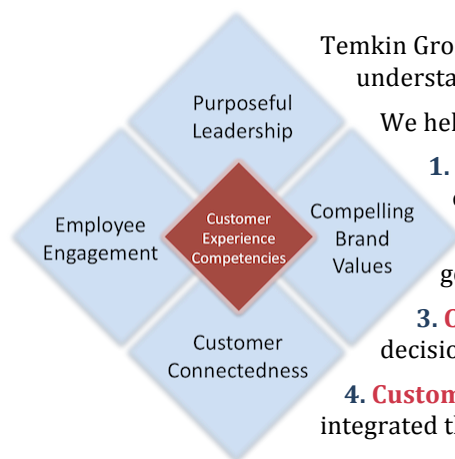 Temkin Gro
understa
We hel
1.
3.
decisio
4. Custom
integrated th
Purposeful
Leadership
Employee
Engagement
Customer
Experience
Competencies
Compelling
Brand
Values
Customer
Connectedness